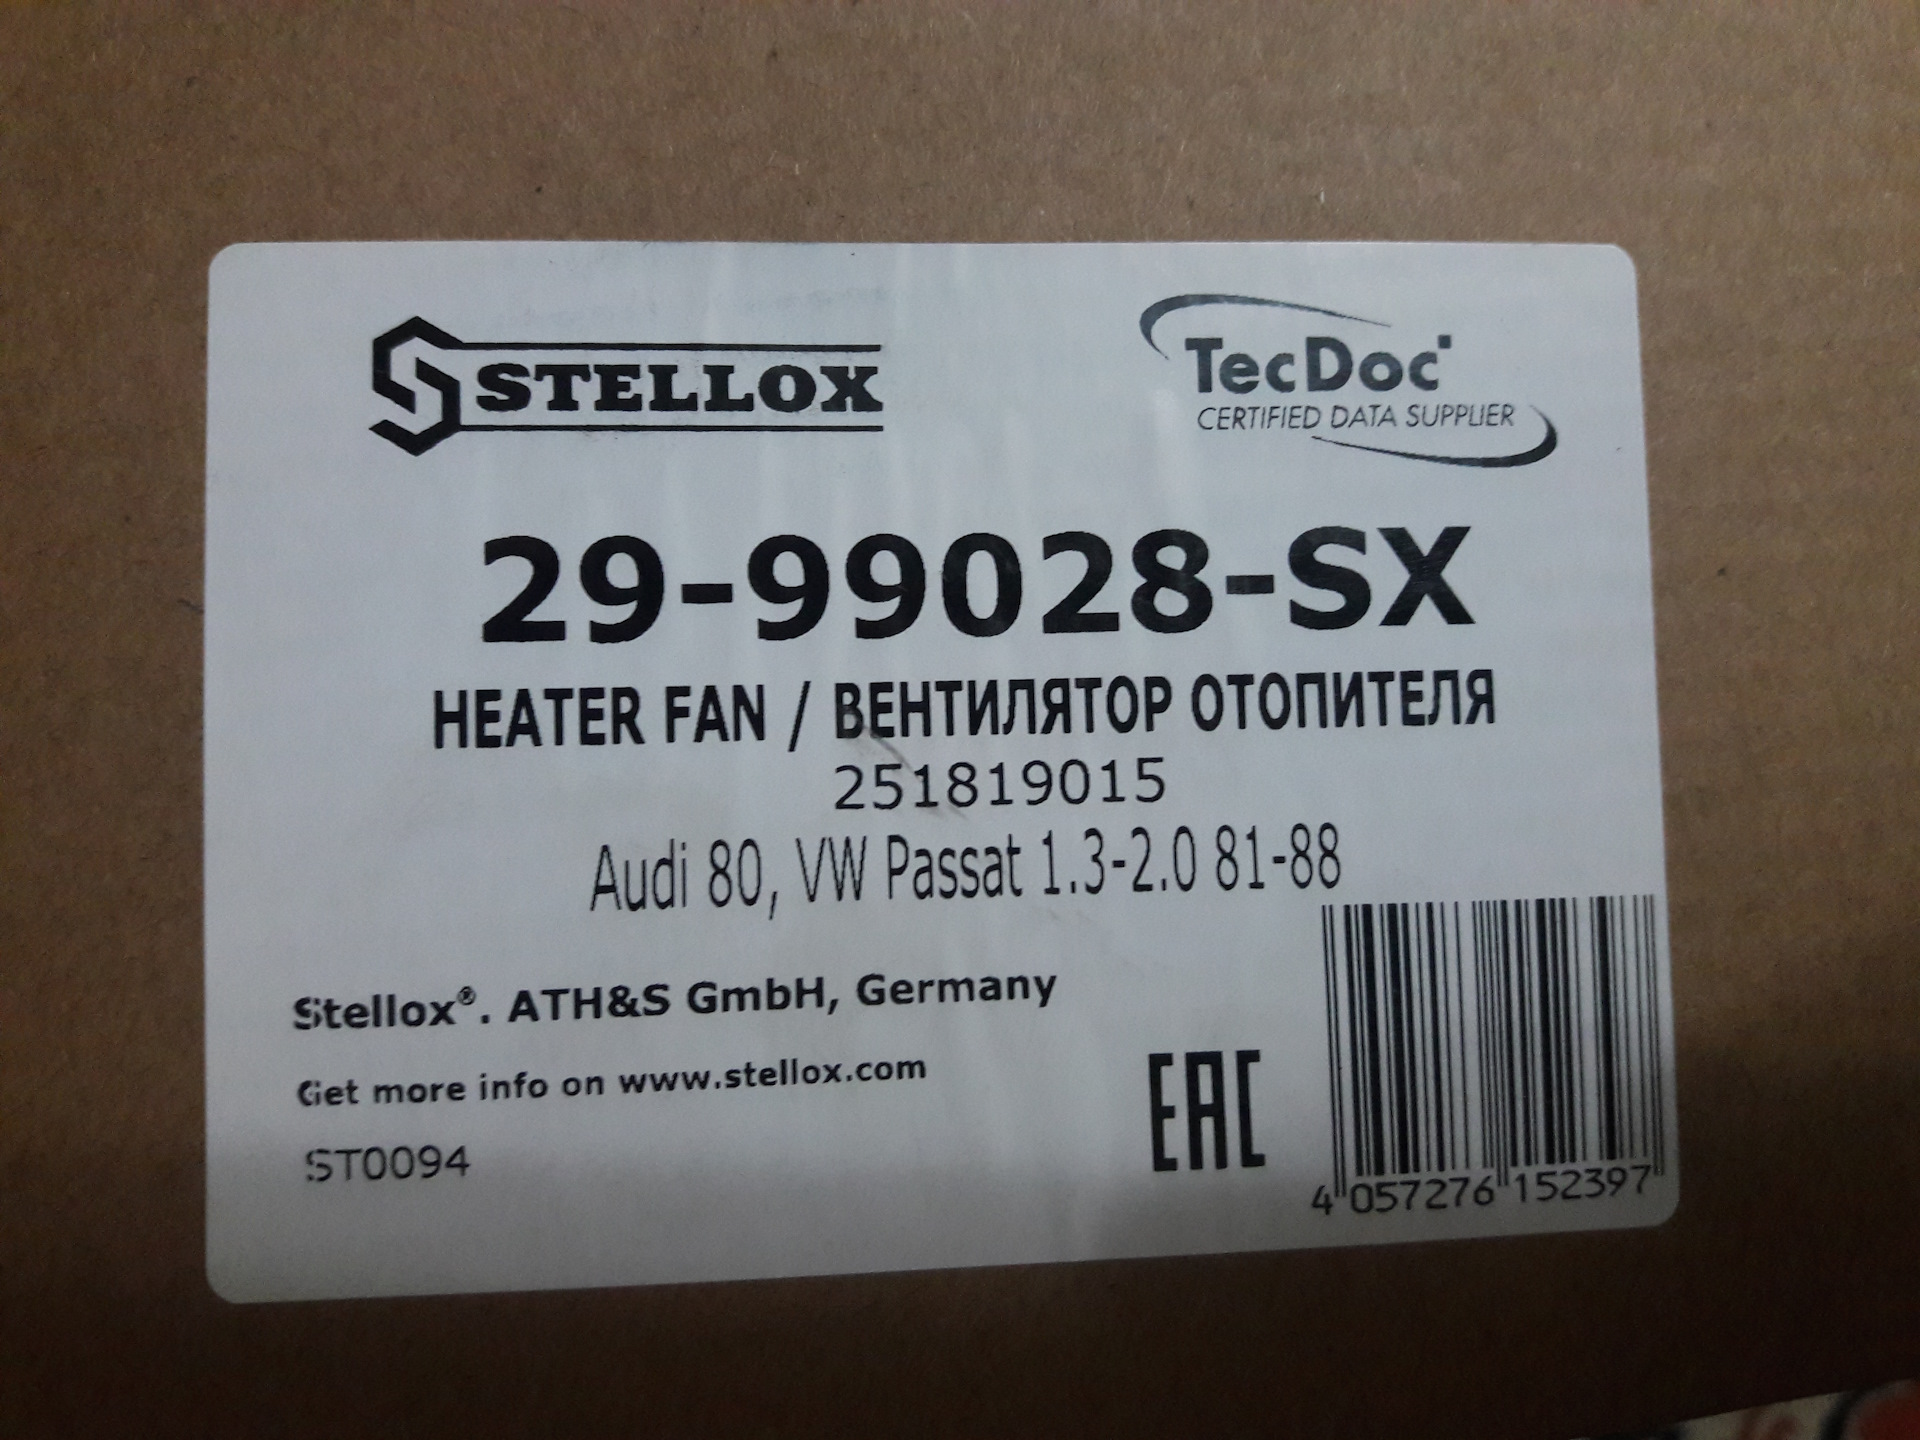 STELLOX
TecDoc
CERTIFIED DATA SUPPLIER
29-99028-SX
HEATER FAN / ВЕНТИЛЯТОР ОТОПИТЕЛЯ
251819015
Audi 80, VW Passat 1.3-2.0 81-88
Stellox®. ATH&S GmbH, Germany
Get more info on www.stellox.com
EAC
ST0094
4 057276 152397